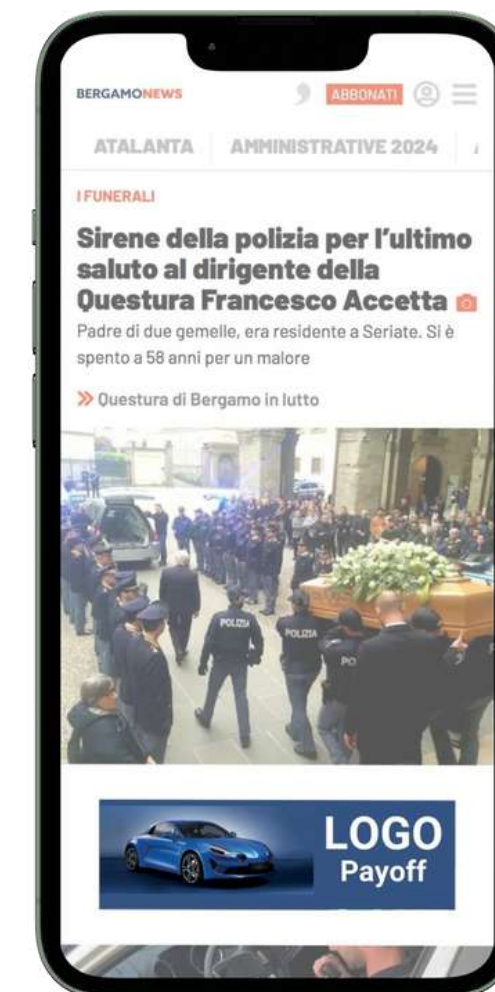 BERGAMONEWS
ABBONATI
ATALANTA
AMMINISTRATIVE 2024
I FUNERALI
Sirene della polizia per l’ultimo
saluto al dirigente della
Questura Francesco Accetta
Padre di due gemelle, era residente a Seriate. Si è
spento a 58 anni per un malore
Questura di Bergamo in lutto
POLIZIA
POLIZIA
PO
LOGO
Payoff